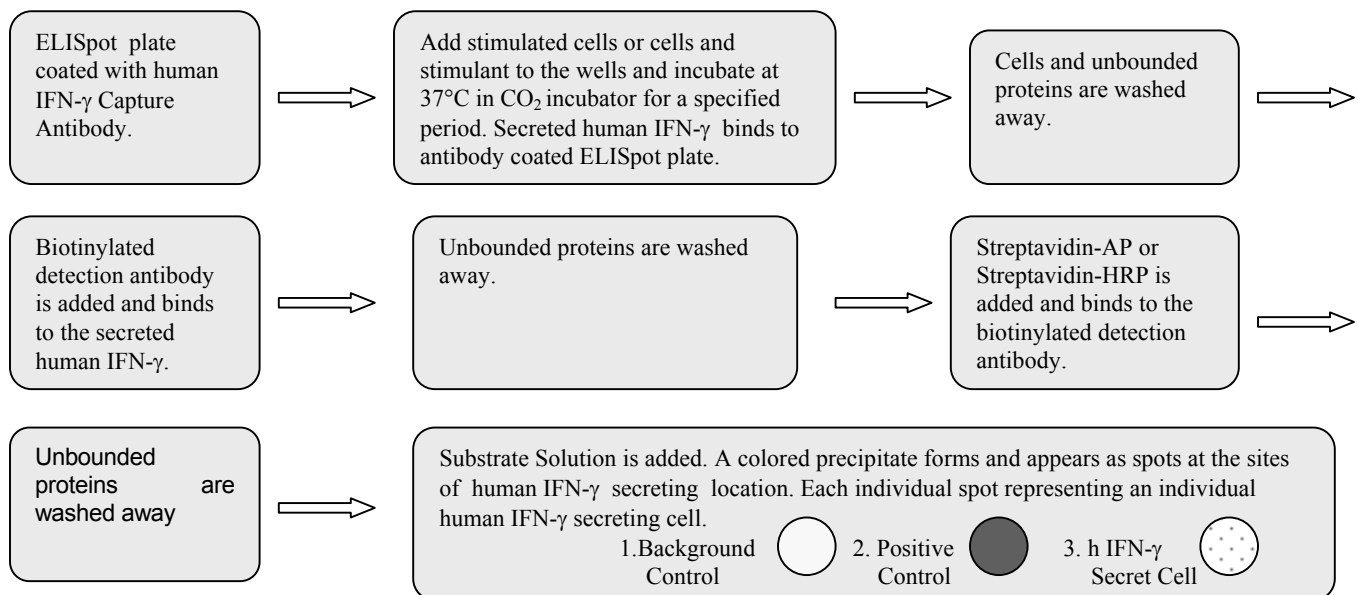 ELISpot plate
coated with human
IFN-γ Capture
Antibody.
Add stimulated cells or cells and
stimulant to the wells and incubate at
37°C in CO₂ incubator for a specified
period. Secreted human IFN-γ binds to
antibody coated ELISpot plate.
Cells and unbounded
proteins are washed
away.
Biotinylated
detection antibody
is added and binds
to the secreted
human IFN-γ.
Unbounded proteins are washed
away.
Streptavidin-AP or
Streptavidin-HRP is
added and binds to the
biotinylated detection
antibody.
Unbounded
proteins are
washed away
Substrate Solution is added. A colored precipitate forms and appears as spots at the sites
of human IFN-γ secreting location. Each individual spot representing an individual
human IFN-γ secreting cell.
1.Background
Control
2. Positive
Control
3. h IFN-γ
Secret Cell